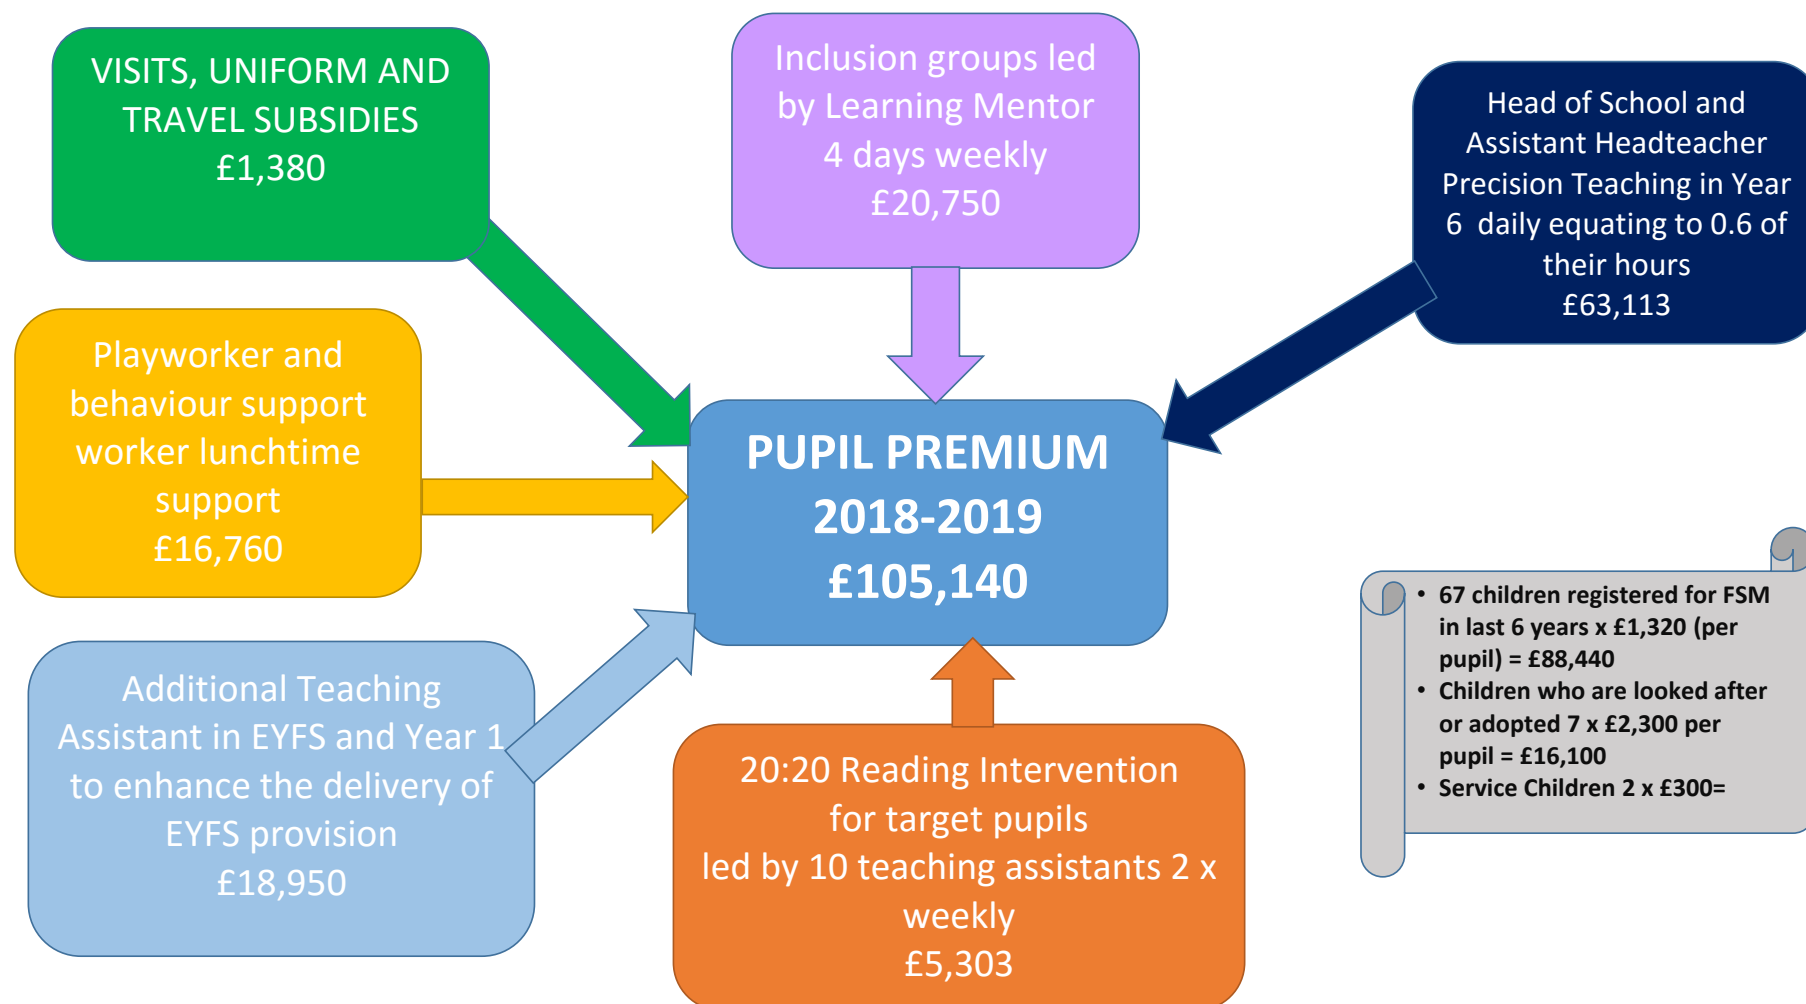 VISITS, UNIFORM AND
TRAVEL SUBSIDIES
£1,380
Inclusion groups led
by Learning Mentor
4 days weekly
£20,750
Head of School and
Assistant Headteacher
Precision Teaching in Year
6 daily equating to 0.6 of
their hours
£63,113
Playworker and
behaviour support
worker lunchtime
support
£16,760
PUPIL PREMIUM
2018-2019
£105,140
Additional Teaching
Assistant in EYFS and Year 1
to enhance the delivery of
EYFS provision
£18,950
20:20 Reading Intervention
for target pupils
led by 10 teaching assistants 2 x
weekly
£5,303
• 67 children registered for FSM
in last 6 years x £1,320 (per
pupil) = £88,440
• Children who are looked after
or adopted 7 x £2,300 per
pupil = £16,100
• Service Children 2 x £300=